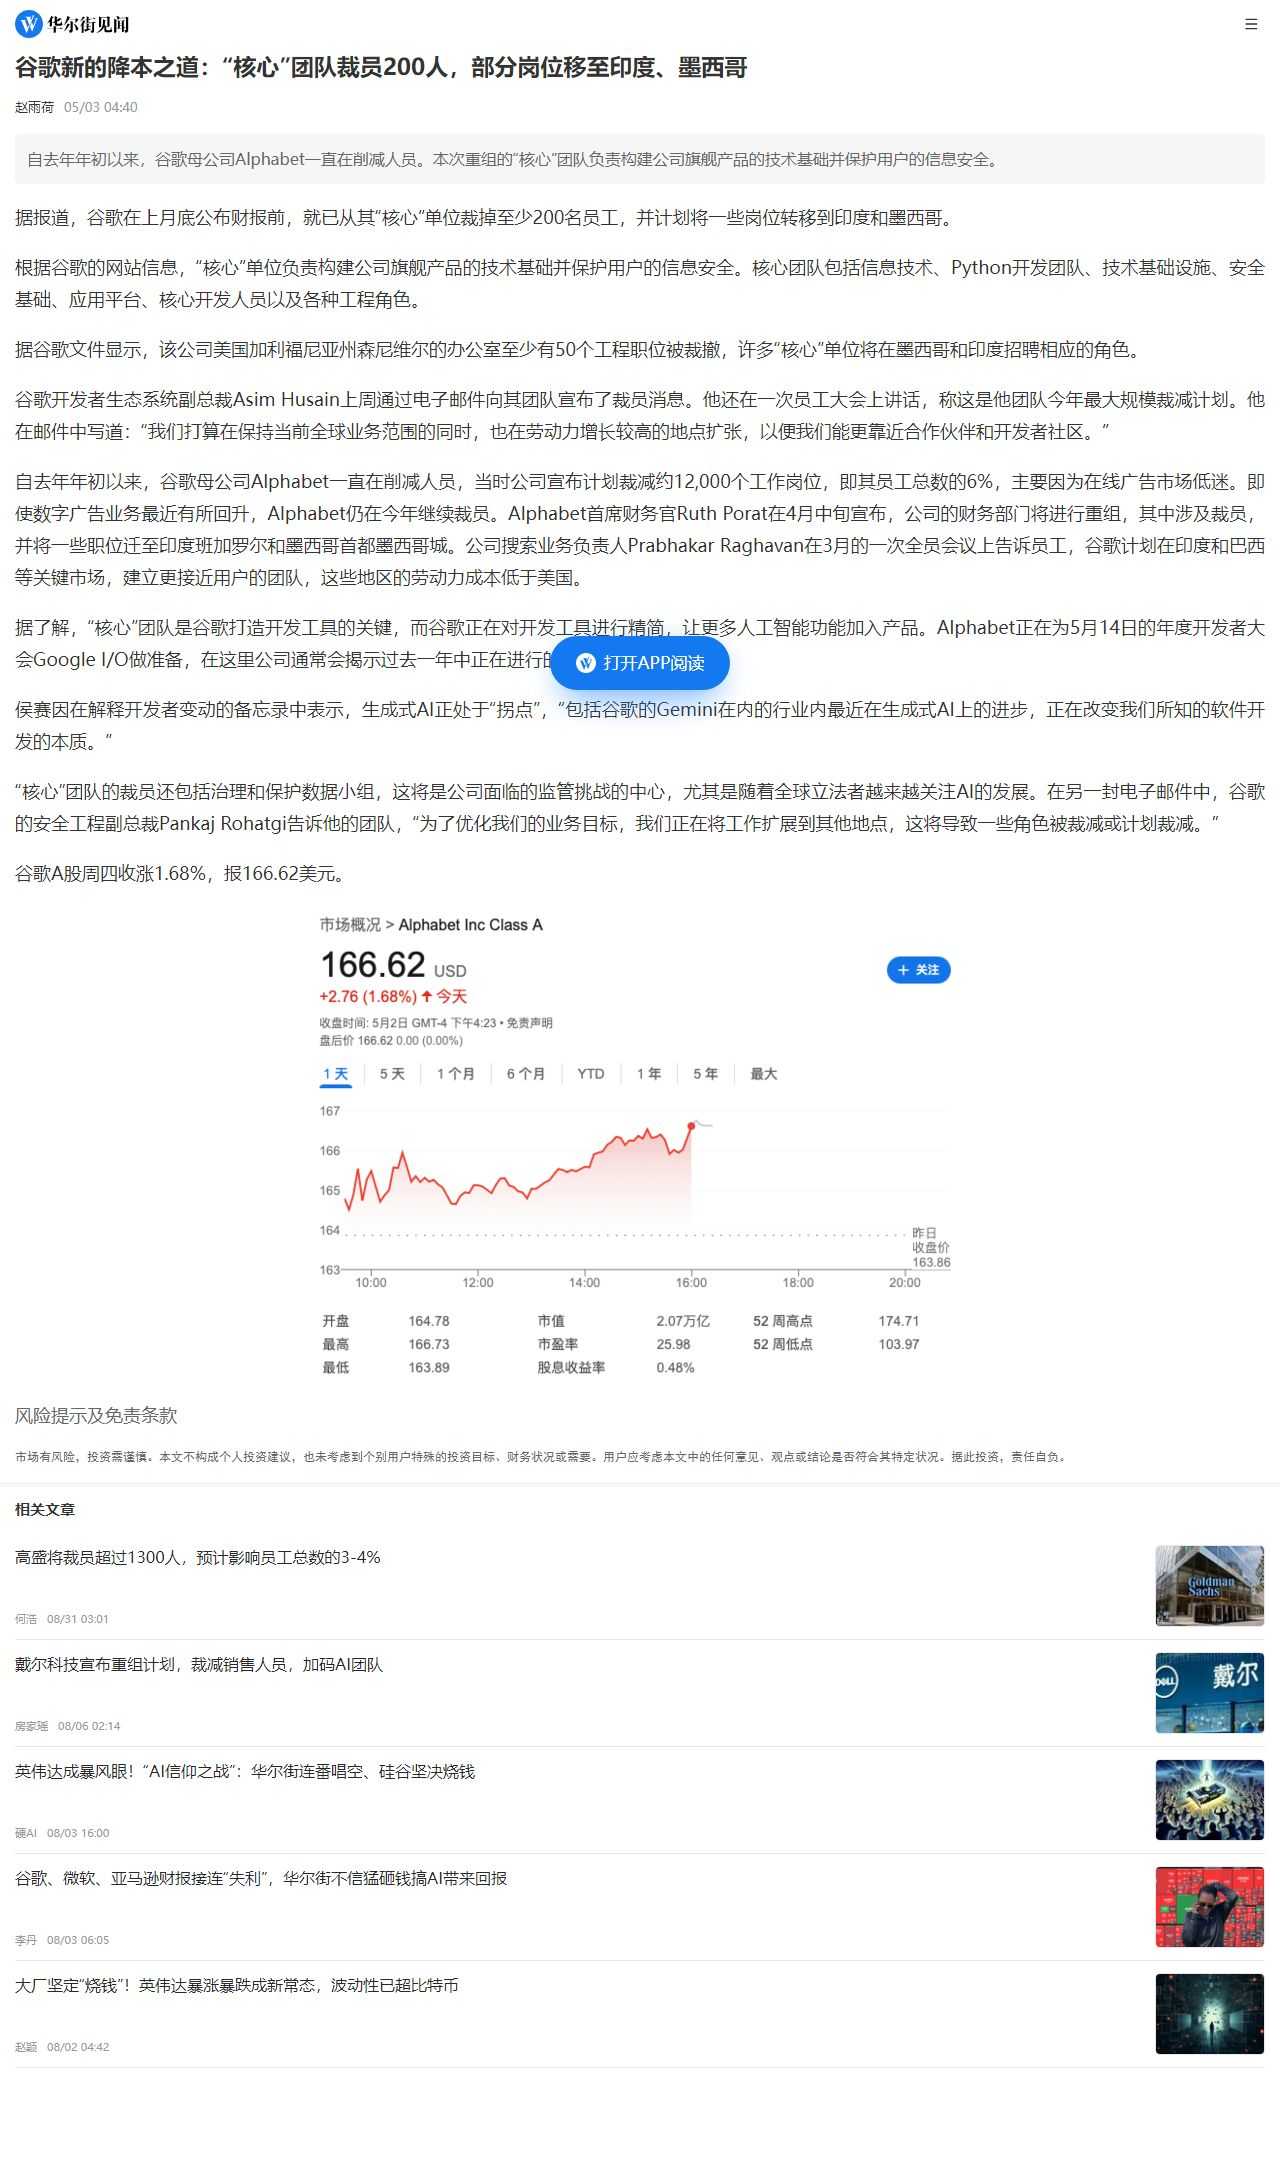 华尔街见闻
谷歌新的降本之道：“核心”团队裁员200人，部分岗位移至印度、墨西哥
赵雨荷 05/03 04:40
自去年年初以来，谷歌母公司Alphabet一直在削减人员。本次重组的“核心”团队负责构建公司旗舰产品的技术基础并保护用户的信息安全。
据报道，谷歌在上月底公布财报前，就已从其“核心”单位裁掉至少200名员工，并计划将一些岗位转移到印度和墨西哥。
根据谷歌的网站信息，“核心”单位负责构建公司旗舰产品的技术基础并保护用户的信息安全。核心团队包括信息技术、Python开发团队、技术基础设施、安全
基础、应用平台、核心开发人员以及各种工程角色。
据谷歌文件显示，该公司美国加利福尼亚州森尼维尔的办公室至少有50个工程职位被裁撤，许多“核心”单位将在墨西哥和印度招聘相应的角色。
谷歌开发者生态系统副总裁Asim Husain上周通过电子邮件向其团队宣布了裁员消息。他还在一次员工大会上讲话，称这是他团队今年最大规模裁减计划。他
在邮件中写道：“我们打算在保持当前全球业务范围的同时，也在劳动力增长较高的地点扩张，以便我们能更靠近合作伙伴和开发者社区。”
自去年年初以来，谷歌母公司Alphabet一直在削减人员，当时公司宣布计划裁减约12,000个工作岗位，即其员工总数的6%，主要因为在线广告市场低迷。即
使数字广告业务最近有所回升，Alphabet仍在今年继续裁员。Alphabet首席财务官Ruth Porat在4月中旬宣布，公司的财务部门将进行重组，其中涉及裁员，
并将一些职位迁至印度班加罗尔和墨西哥首都墨西哥城。公司搜索业务负责人Prabhakar Raghavan在3月的一次全员会议上告诉员工，谷歌计划在印度和巴西
等关键市场，建立更接近用户的团队，这些地区的劳动力成本低于美国。
据了解，“核心”团队是谷歌打造开发工具的关键，而谷歌正在对开发工具进行精简，让更多人工智能功能加入产品。Alphabet正在为5月14日的年度开发者大
会Google I/O做准备，在这里公司通常会揭示过去一年中正在进行的
打开APP阅读
侯赛因在解释开发者变动的备忘录中表示，生成式AI正处于“拐点”，“包括谷歌的Gemini在内的行业内最近在生成式AI上的进步，正在改变我们所知的软件开
发的本质。”
“核心”团队的裁员还包括治理和保护数据小组，这将是公司面临的监管挑战的中心，尤其是随着全球立法者越来越关注AI的发展。在另一封电子邮件中，谷歌
的安全工程副总裁Pankaj Rohatgi告诉他的团队，“为了优化我们的业务目标，我们正在将工作扩展到其他地点，这将导致一些角色被裁减或计划裁减。”
谷歌A股周四收涨1.68%，报166.62美元。
市场概况 > Alphabet Inc Class A
166.62 USD
+ 关注
+2.76 (1.68%) 今天
收盘时间: 5月2日 GMT-4 下午4:23 • 免责声明
盘后价 166.62 0.00 (0.00%)
1 天 5 天 1 个月 6 个月 YTD 1 年 5 年 最大
167
166
165
164
昨日
收盘价
163.86
163
10:00 12:00 14:00 16:00 18:00 20:00
开盘 164.78 市值 2.07万亿 52 周高点 174.71
最高 166.73 市盈率 25.98 52 周低点 103.97
最低 163.89 股息收益率 0.48%
风险提示及免责条款
市场有风险，投资需谨慎。本文不构成个人投资建议，也未考虑到个别用户特殊的投资目标、财务状况或需要。用户应考虑本文中的任何意见、观点或结论是否符合其特定状况。据此投资，责任自负。
相关文章
高盛将裁员超过1300人，预计影响员工总数的3-4%
Goldman
Sachs
何浩 08/31 03:01
戴尔科技宣布重组计划，裁减销售人员，加码AI团队
DELL
戴尔
房家瑶 08/06 02:14
英伟达成暴风眼！“AI信仰之战”：华尔街连番唱空、硅谷坚决烧钱
硬AI 08/03 16:00
谷歌、微软、亚马逊财报接连“失利”，华尔街不信猛砸钱搞AI带来回报
李丹 08/03 06:05
大厂坚定“烧钱”！英伟达暴涨暴跌成新常态，波动性已超比特币
赵颖 08/02 04:42